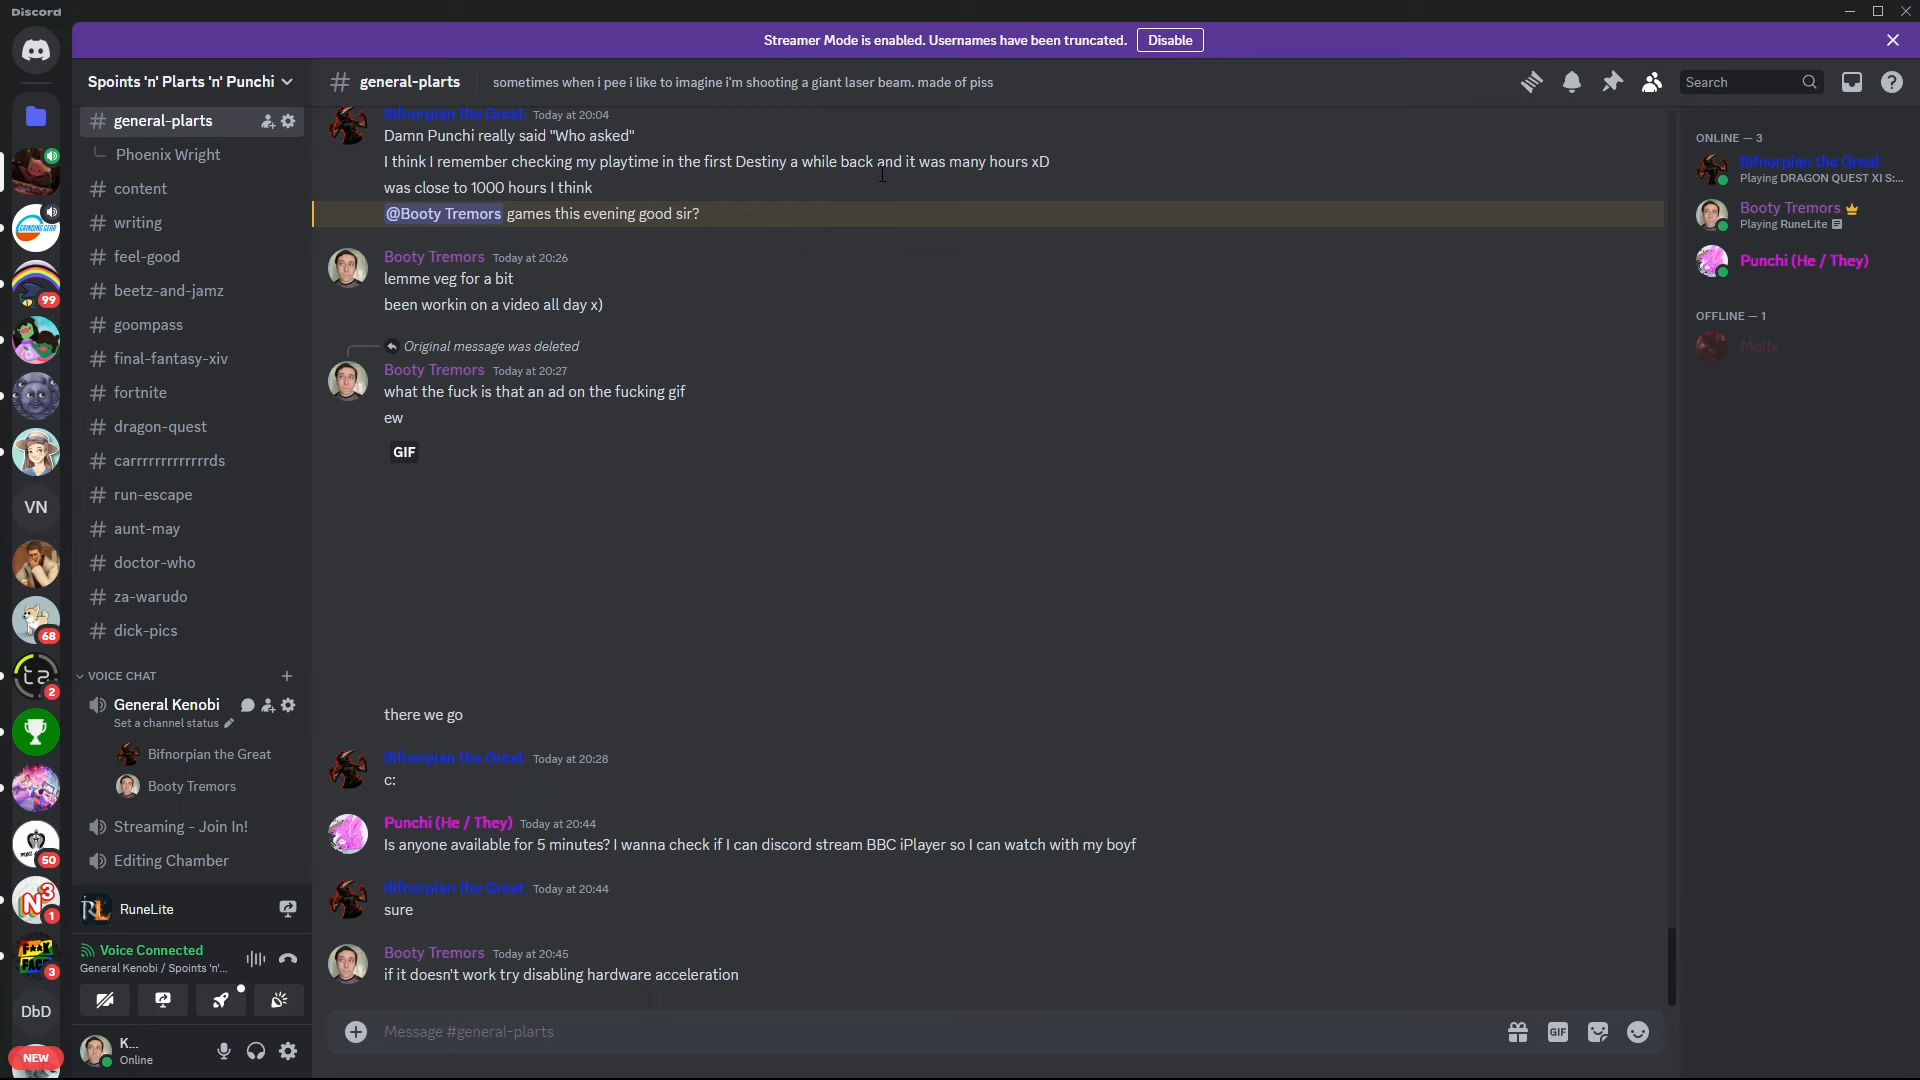 Discord
Streamer Mode is enabled. Usernames have been truncated.
Disable
Spoints 'n' Plarts 'n' Punchi
general-plarts
sometimes when i pee i like to imagine i'm shooting a giant laser beam. made of piss
Search
general-plarts
Phoenix Wright
content
writing
feel-good
beetz-and-jamz
goompass
final-fantasy-xiv
fortnite
dragon-quest
carrrrrrrrrrrrrds
run-escape
aunt-may
doctor-who
za-warudo
dick-pics
VOICE CHAT
General Kenobi
Set a channel status
Bifnorpian the Great
Booty Tremors
Streaming - Join In!
Editing Chamber
RuneLite
Voice Connected
General Kenobi / Spoints 'n'...
K...
Online
99
VN
68
2
50
1
3
DbD
NEW
Bifnorpian the Great Today at 20:04
Damn Punchi really said "Who asked"
I think I remember checking my playtime in the first Destiny a while back and it was many hours xD
was close to 1000 hours I think
@Booty Tremors games this evening good sir?
Booty Tremors Today at 20:26
lemme veg for a bit
been workin on a video all day x)
Original message was deleted
Booty Tremors Today at 20:27
what the fuck is that an ad on the fucking gif
ew
GIF
there we go
Bifnorpian the Great Today at 20:28
c:
Punchi (He / They) Today at 20:44
Is anyone available for 5 minutes? I wanna check if I can discord stream BBC iPlayer so I can watch with my boyf
Bifnorpian the Great Today at 20:44
sure
Booty Tremors Today at 20:45
if it doesn't work try disabling hardware acceleration
Message #general-plarts
GIF
ONLINE — 3
Bifnorpian the Great
Playing DRAGON QUEST XI S:...
Booty Tremors
Playing RuneLite
Punchi (He / They)
OFFLINE — 1